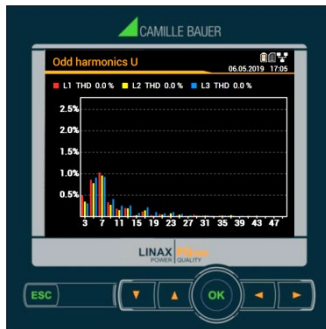 CAMILLE BAUER
Odd harmonics U
06.05.2019 17:05
L1 THD 0.0 % L2 THD 0.0 % L3 THD 0.0 %
2.5%
2.0%
1.5%
1.0%
0.5%
3 7 11 15 19 23 27 31 35 39 43 47
LINAX
POWER QUALITY
ESC
OK